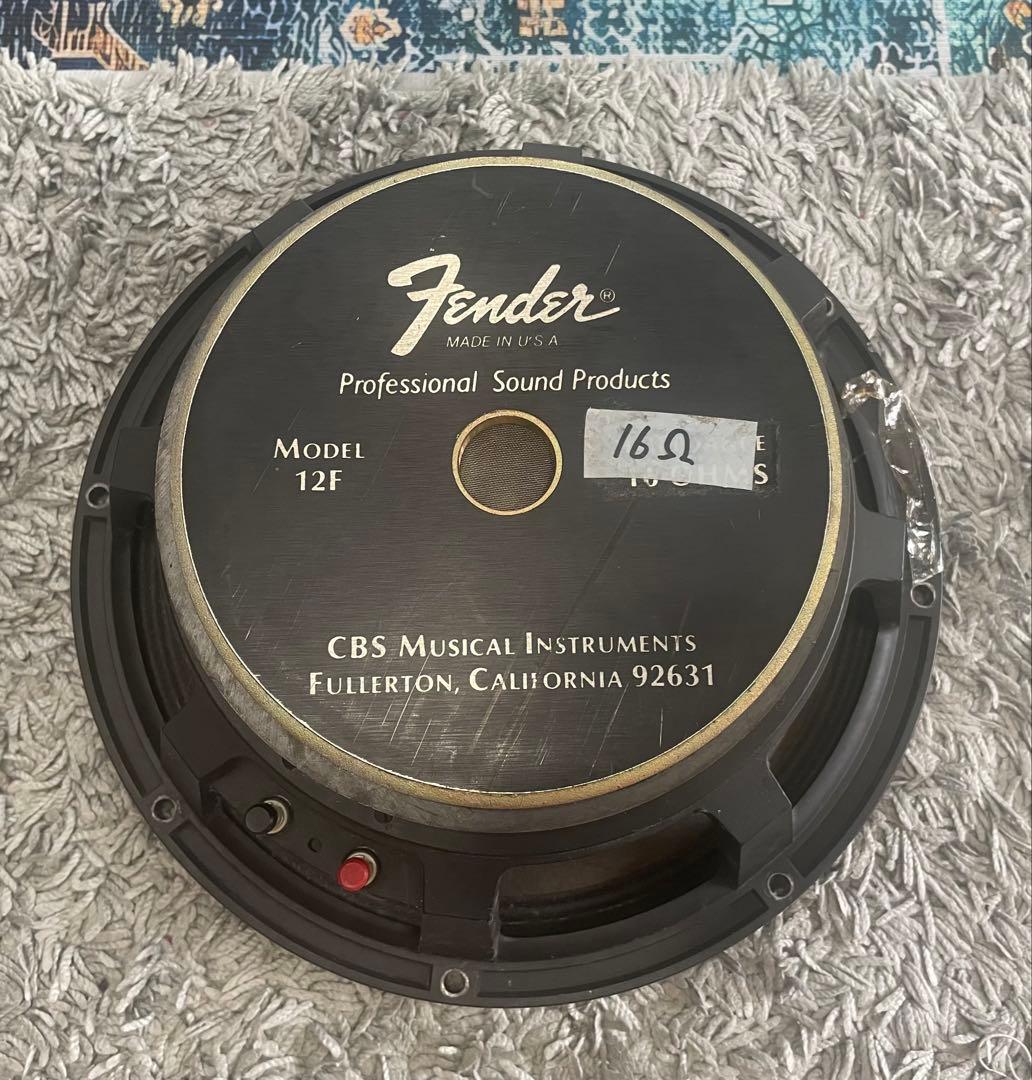 Fender®
MADE IN U S A
Professional Sound Products
MODEL
12F
16Ω
CBS MUSICAL INSTRUMENTS
FULLERTON, CALIFORNIA 92631